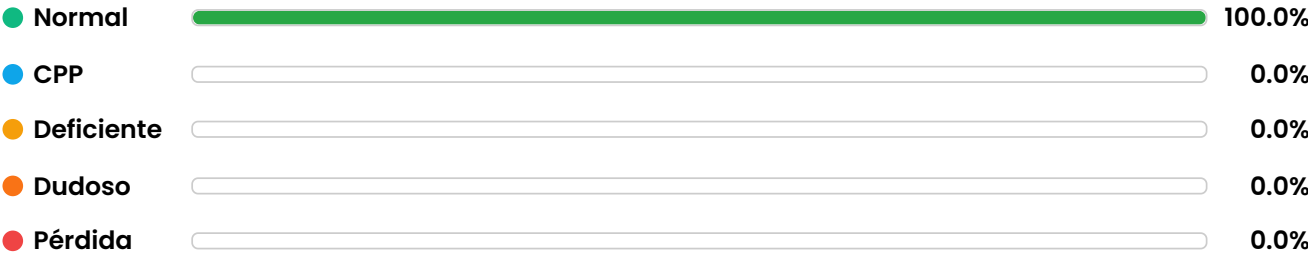 Normal 100.0%
CPP 0.0%
Deficiente 0.0%
Dudoso 0.0%
Pérdida 0.0%